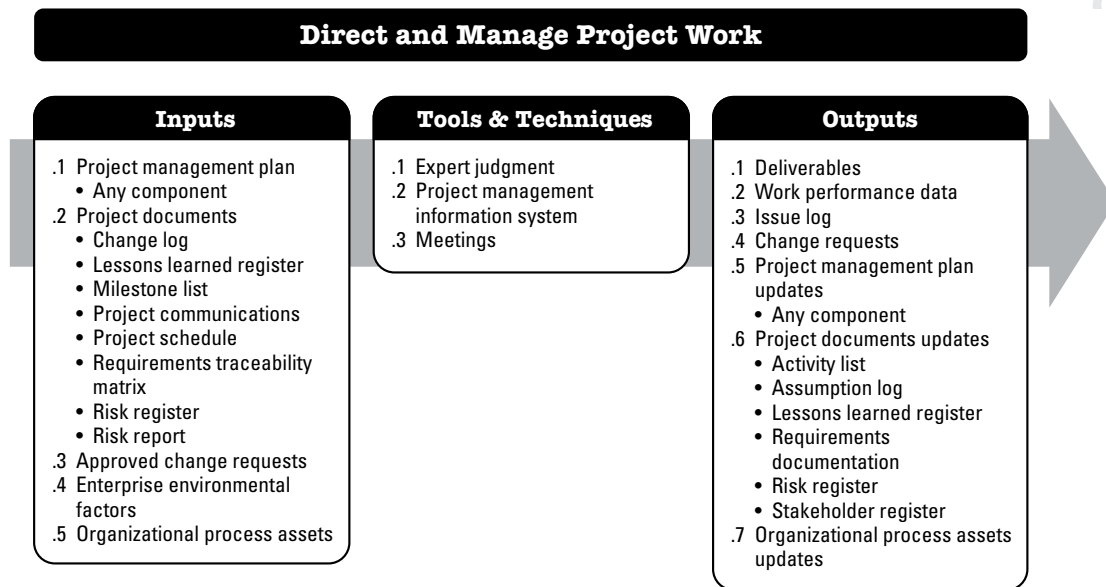 Direct and Manage Project Work
Inputs
.1 Project management plan
• Any component
.2 Project documents
• Change log
• Lessons learned register
• Milestone list
• Project communications
• Project schedule
• Requirements traceability
matrix
• Risk register
• Risk report
.3 Approved change requests
.4 Enterprise environmental
factors
.5 Organizational process assets
Tools & Techniques
.1 Expert judgment
.2 Project management
information system
.3 Meetings
Outputs
.1 Deliverables
.2 Work performance data
.3 Issue log
.4 Change requests
.5 Project management plan
updates
• Any component
.6 Project documents updates
• Activity list
• Assumption log
• Lessons learned register
• Requirements
documentation
• Risk register
• Stakeholder register
.7 Organizational process assets
updates